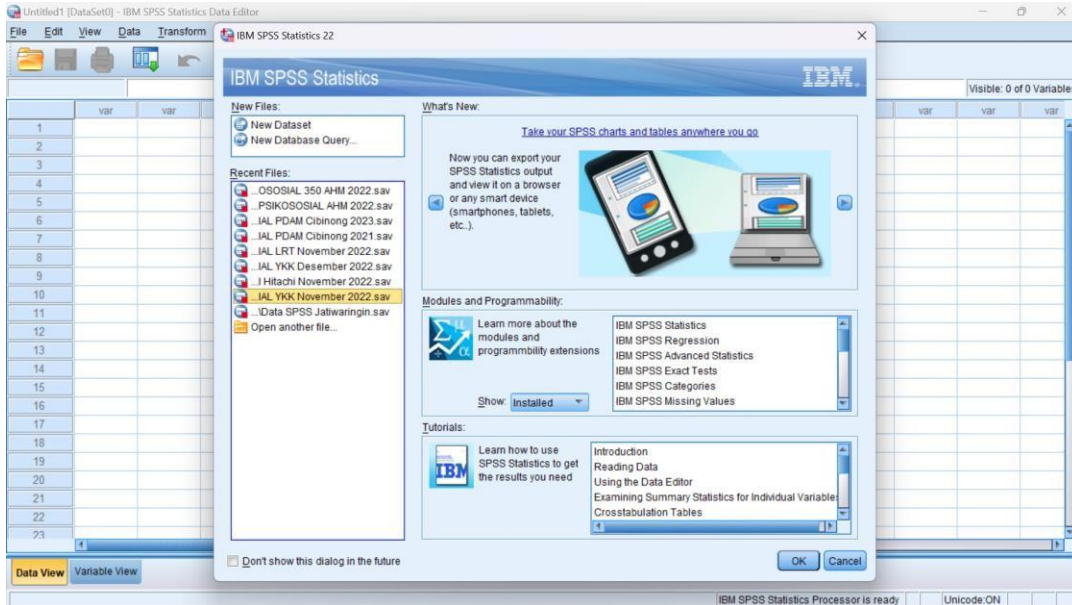 Untitled1 [DataSet0] - IBM SPSS Statistics Data Editor
File Edit View Data Transform
Visible: 0 of 0 Variables
var var var var var
1
2
3
4
5
6
7
8
9
10
11
12
13
14
15
16
17
18
19
20
21
22
23
IBM SPSS Statistics 22
IBM SPSS Statistics
IBM
New Files:
New Dataset
New Database Query...
Recent Files:
...OSOSIAL 350 AHM 2022.sav
...PSIKOSOSIAL AHM 2022.sav
...IAL PDAM Cibinong 2023.sav
...IAL PDAM Cibinong 2021.sav
...IAL LRT November 2022.sav
...IAL YKK Desember 2022.sav
...I Hitachi November 2022.sav
...IAL YKK November 2022.sav
...\Data SPSS Jatiwaringin.sav
Open another file...
What's New:
Take your SPSS charts and tables anywhere you go
Now you can export your
SPSS Statistics output
and view it on a browser
or any smart device
(smartphones, tablets,
etc..).
Modules and Programmability:
Learn more about the
modules and
programmbility extensions
Show: Installed
IBM SPSS Statistics
IBM SPSS Regression
IBM SPSS Advanced Statistics
IBM SPSS Exact Tests
IBM SPSS Categories
IBM SPSS Missing Values
Tutorials:
IBM
Learn how to use
SPSS Statistics to get
the results you need
Introduction
Reading Data
Using the Data Editor
Examining Summary Statistics for Individual Variables
Crosstabulation Tables
Don't show this dialog in the future
OK Cancel
Data View Variable View
IBM SPSS Statistics Processor is ready Unicode:ON